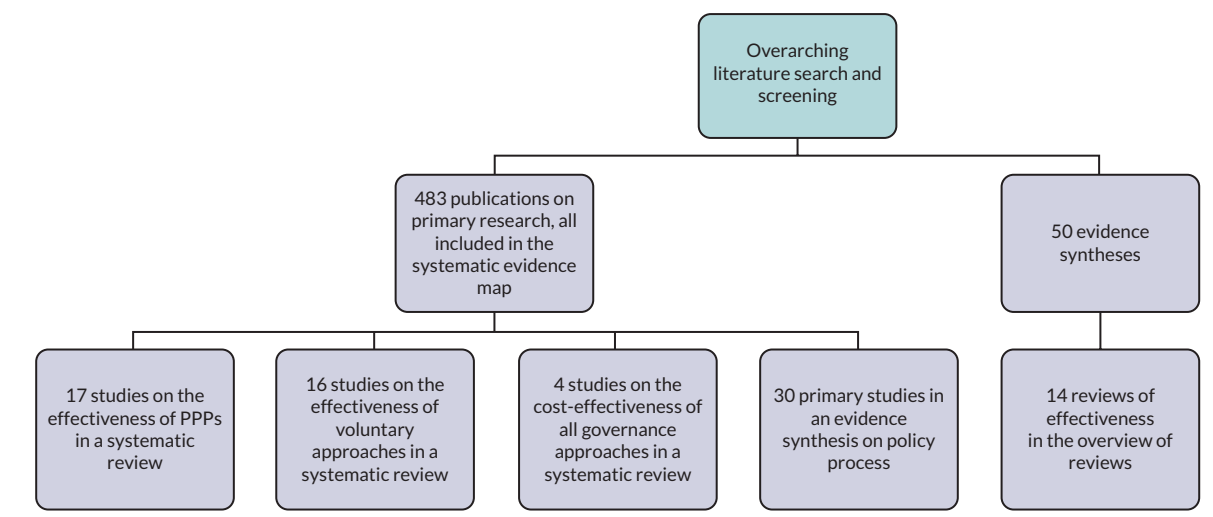 Overarching
literature search and
screening
483 publications on
primary research, all
included in the
systematic evidence
map
50 evidence
syntheses
17 studies on the
effectiveness of PPPs
in a systematic
review
16 studies on the
effectiveness of
voluntary
approaches in a
systematic review
4 studies on the
cost-effectiveness of
all governance
approaches in a
systematic review
30 primary studies in
an evidence
synthesis on policy
process
14 reviews of
effectiveness
in the overview of
reviews